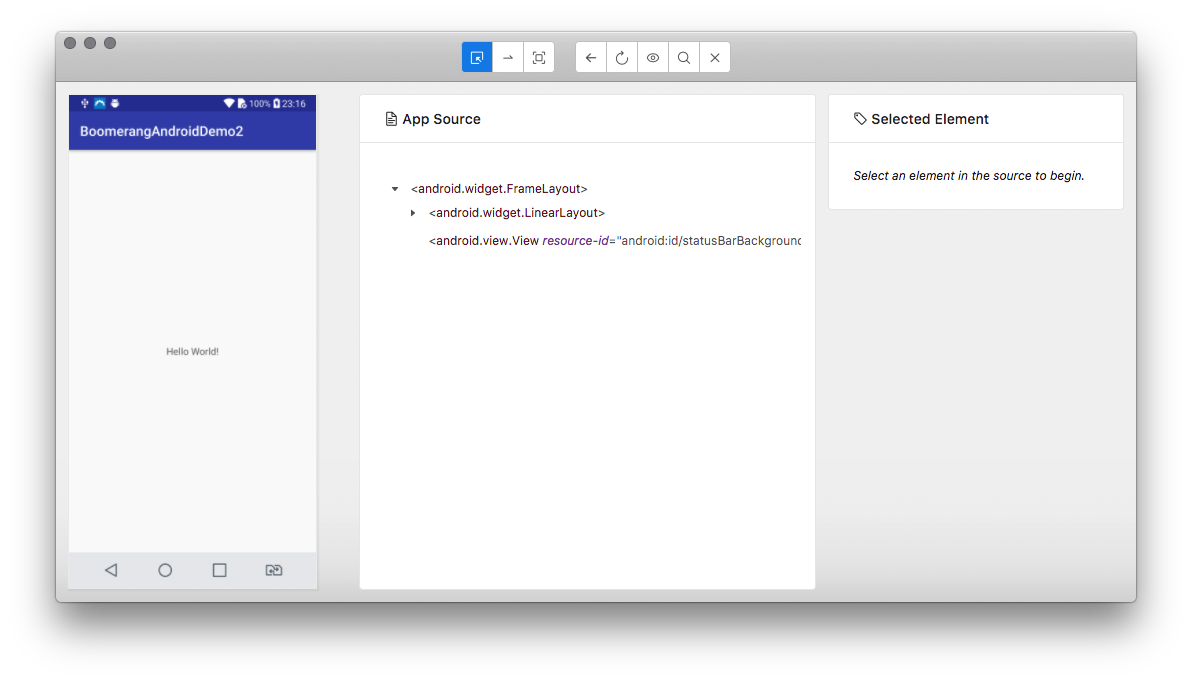 100% 23:16
BoomerangAndroidDemo2
Hello World!
App Source
<android.widget.FrameLayout>
<android.widget.LinearLayout>
<android.view.View resource-id="android:id/statusBarBackground
Selected Element
Select an element in the source to begin.